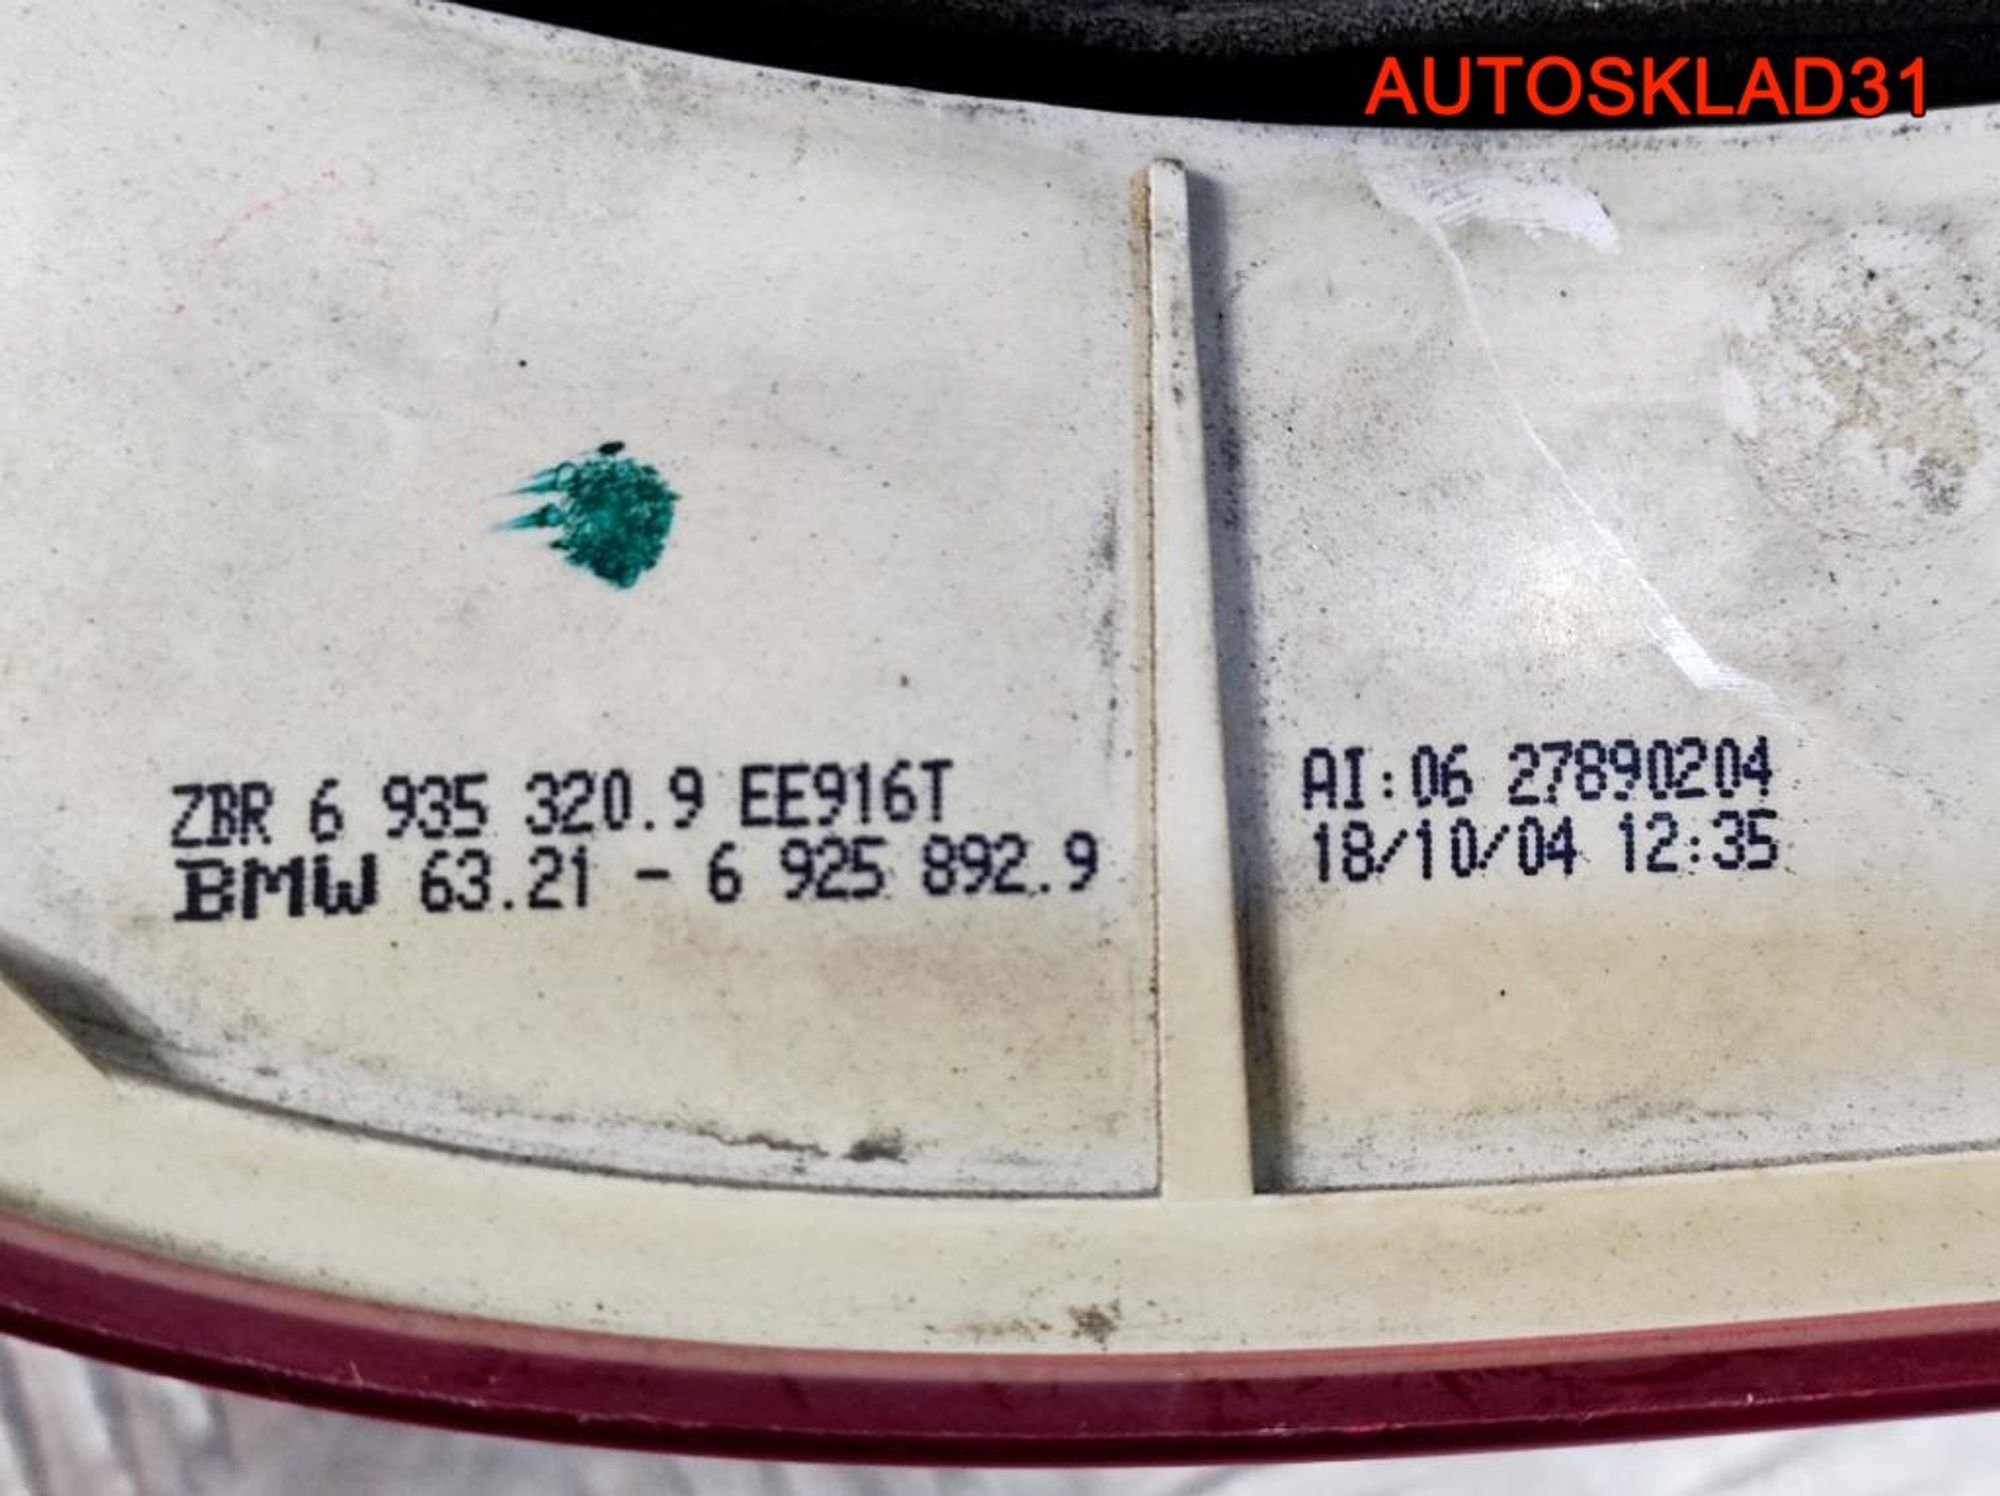 AUTOSKLAD31
ZBR 6 935 320.9 EE916T
BMW 63.21 - 6 925 892.9
AI:06 27890204
18/10/04 12:35